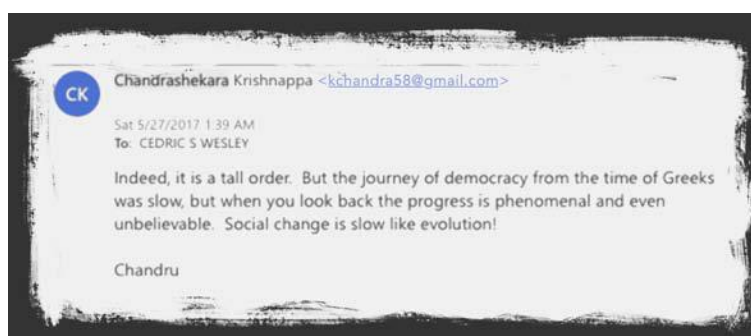 CK
Chandrashekara Krishnappa <kchandra58@gmail.com>
Sat 5/27/2017 1:39 AM
To: CEDRIC S WESLEY
Indeed, it is a tall order. But the journey of democracy from the time of Greeks
was slow, but when you look back the progress is phenomenal and even
unbelievable. Social change is slow like evolution!
Chandru